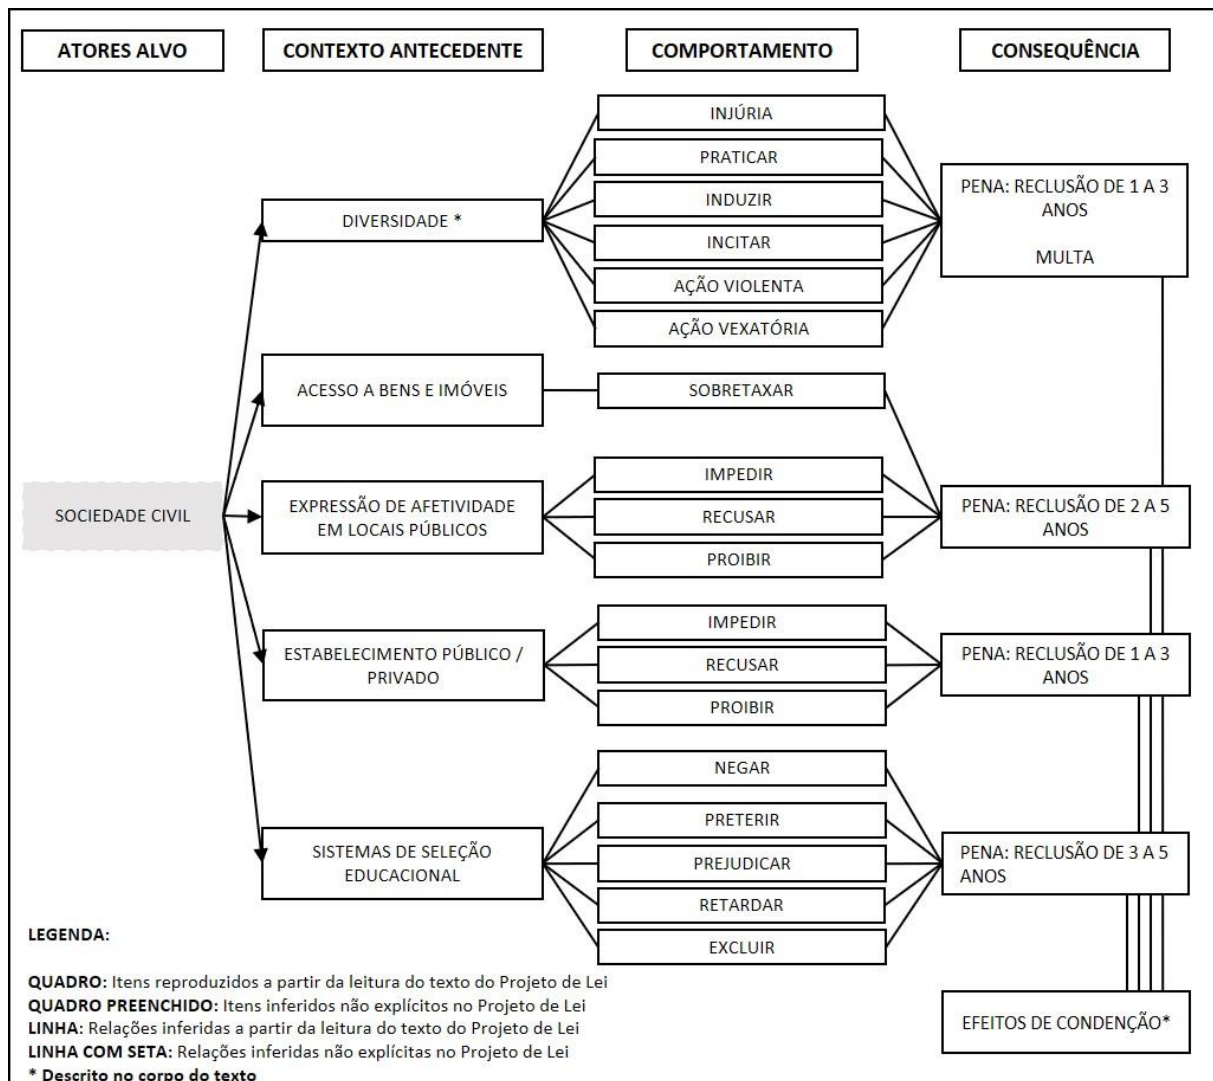 ATORES ALVO
CONTEXTO ANTECEDENTE
COMPORTAMENTO
CONSEQUÊNCIA
INJÚRIA
PRATICAR
INDUZIR
INCITAR
AÇÃO VIOLENTA
AÇÃO VEXATÓRIA
DIVERSIDADE *
PENA: RECLUSÃO DE 1 A 3
ANOS
MULTA
ACESSO A BENS E IMÓVEIS
SOBRETAXAR
SOCIEDADE CIVIL
EXPRESSÃO DE AFETIVIDADE
EM LOCAIS PÚBLICOS
IMPEDIR
RECUSAR
PROIBIR
PENA: RECLUSÃO DE 2 A 5
ANOS
ESTABELECIMENTO PÚBLICO /
PRIVADO
IMPEDIR
RECUSAR
PROIBIR
PENA: RECLUSÃO DE 1 A 3
ANOS
SISTEMAS DE SELEÇÃO
EDUCACIONAL
NEGAR
PRETERIR
PREJUDICAR
RETARDAR
EXCLUIR
PENA: RECLUSÃO DE 3 A 5
ANOS
EFEITOS DE CONDENÇÃO*
LEGENDA:
QUADRO: Itens reproduzidos a partir da leitura do texto do Projeto de Lei
QUADRO PREENCHIDO: Itens inferidos não explícitos no Projeto de Lei
LINHA: Relações inferidas a partir da leitura do texto do Projeto de Lei
LINHA COM SETA: Relações inferidas não explícitas no Projeto de Lei
* Descrito no corpo do texto